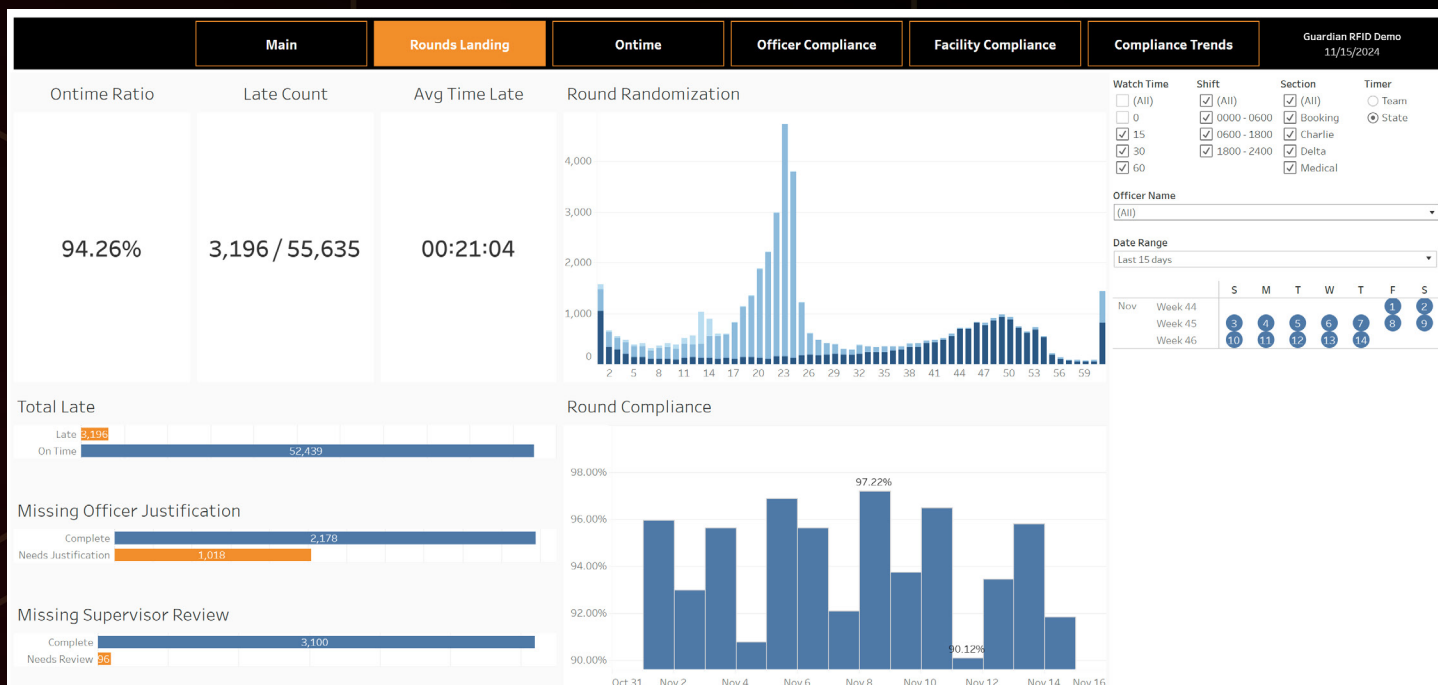 Main
Rounds Landing
Ontime
Officer Compliance
Facility Compliance
Compliance Trends
Guardian RFID Demo
11/15/2024
Ontime Ratio
94.26%
Late Count
3,196 / 55,635
Avg Time Late
00:21:04
Round Randomization
4,000
3,000
2,000
1,000
0
2 5 8 11 14 17 20 23 26 29 32 35 38 41 44 47 50 53 56 59
Watch Time
(All)
0
15
30
60
Shift
(All)
0000 - 0600
0600 - 1800
1800 - 2400
Section
(All)
Booking
Charlie
Delta
Medical
Timer
Team
State
Officer Name
(All)
Date Range
Last 15 days
S M T W T F S
Nov Week 44 1 2
Week 45 3 4 5 6 7 8 9
Week 46 10 11 12 13 14
Total Late
Late 3,196
On Time 52,439
Missing Officer Justification
Complete 2,178
Needs Justification 1,018
Missing Supervisor Review
Complete 3,100
Needs Review 96
Round Compliance
98.00%
96.00%
94.00%
92.00%
90.00%
97.22%
90.12%
Oct 31 Nov 2 Nov 4 Nov 6 Nov 8 Nov 10 Nov 12 Nov 14 Nov 16